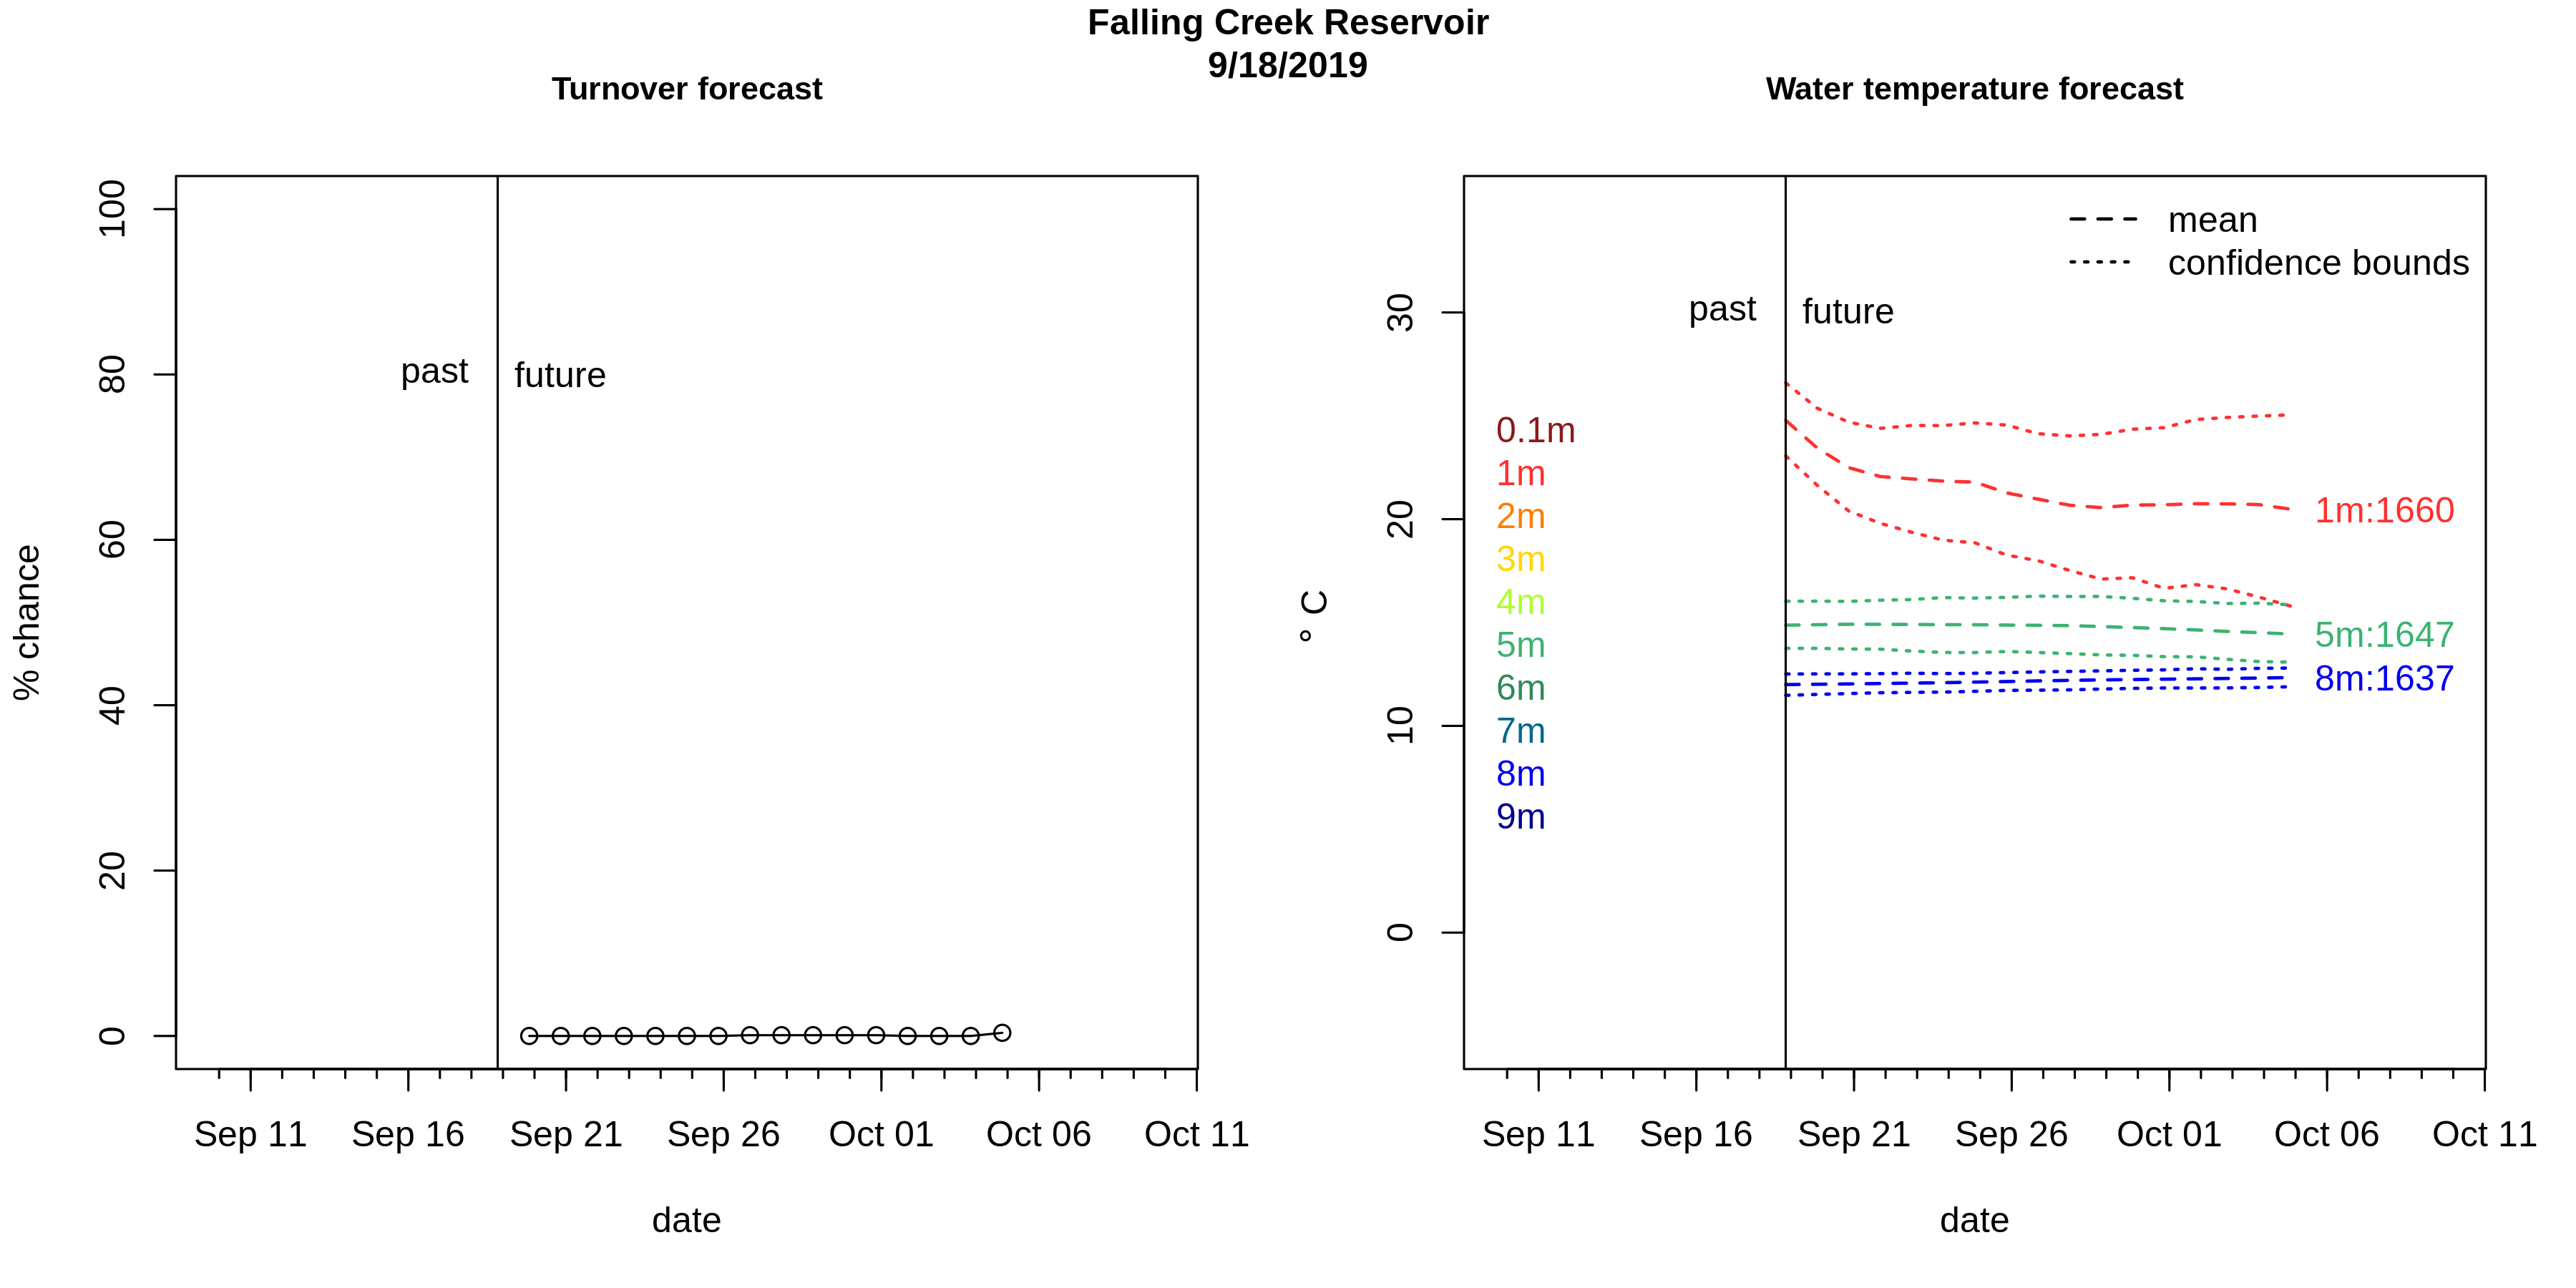 Falling Creek Reservoir
9/18/2019
Turnover forecast
% chance
100
80
60
40
20
0
past
future
Sep 11
Sep 16
Sep 21
Sep 26
Oct 01
Oct 06
Oct 11
date
Water temperature forecast
° C
30
20
10
0
past
future
mean
confidence bounds
0.1m
1m
2m
3m
4m
5m
6m
7m
8m
9m
1m:1660
5m:1647
8m:1637
Sep 11
Sep 16
Sep 21
Sep 26
Oct 01
Oct 06
Oct 11
date